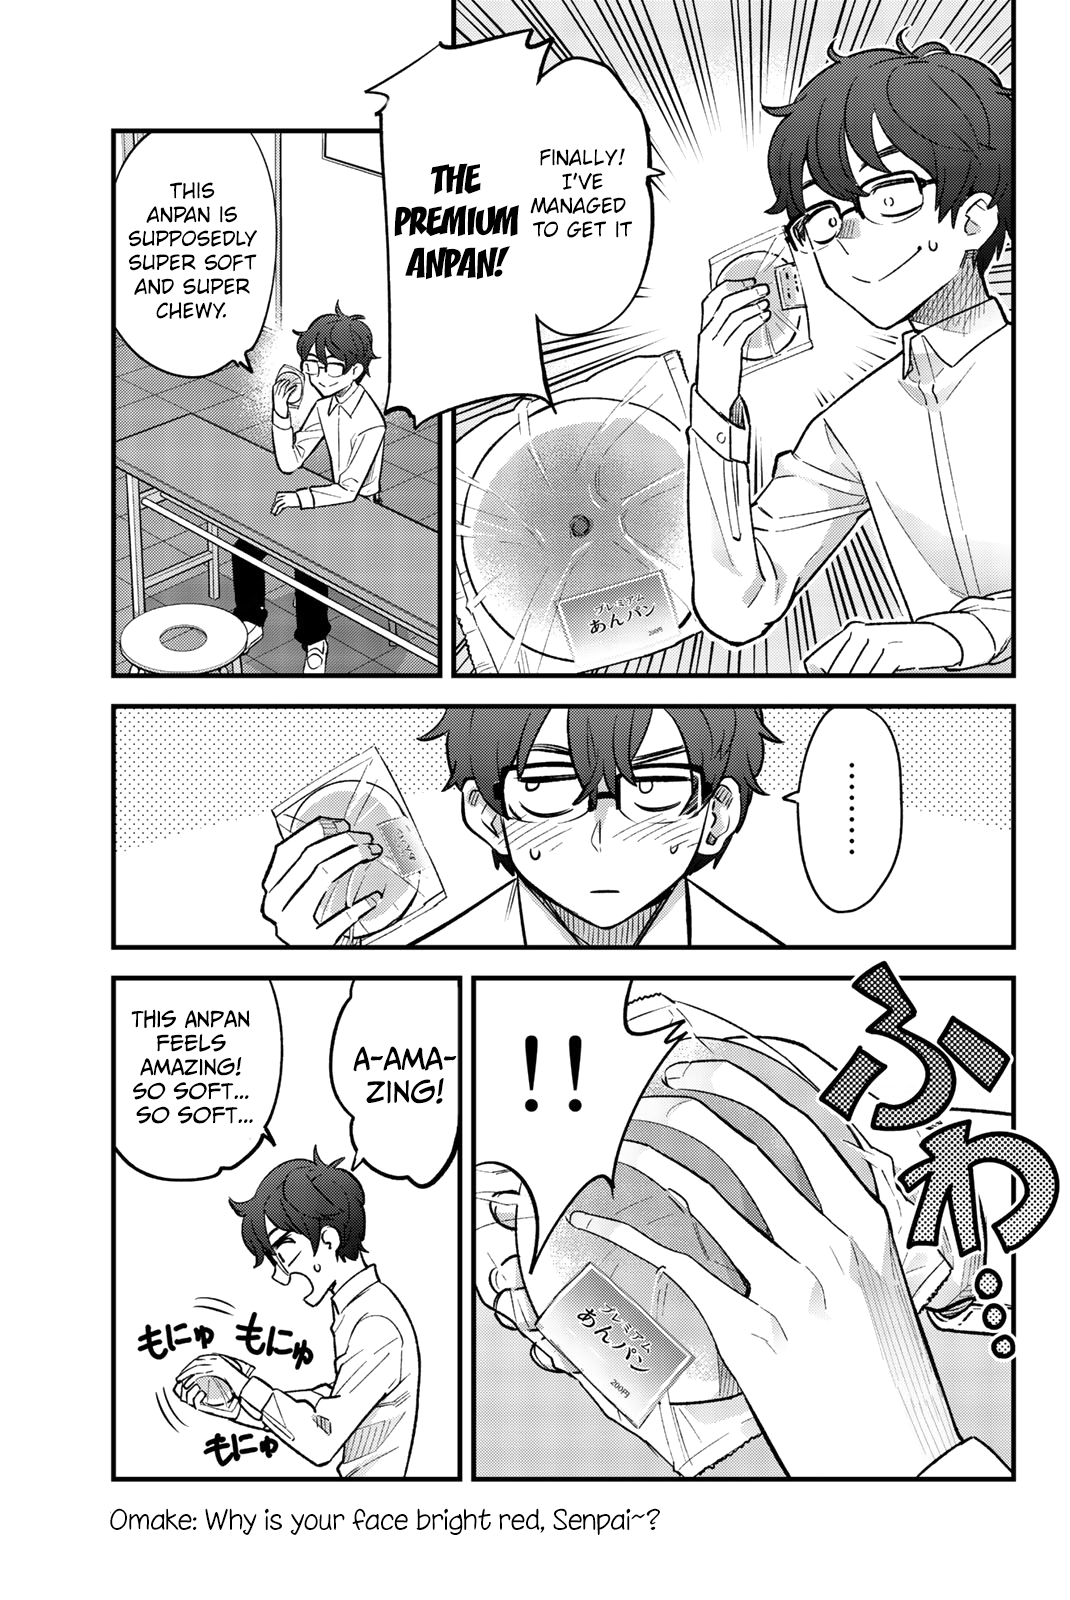 FINALLY!
I'VE
MANAGED
TO GET IT
THE
PREMIUM
ANPAN!
プレミアム
あんパン
200円
THIS
ANPAN IS
SUPPOSEDLY
SUPER SOFT
AND SUPER
CHEWY.
………
!!
ふわ…
プレミアム
あんパン
200円
A-AMA-
ZING!
THIS ANPAN
FEELS
AMAZING!
SO SOFT...
SO SOFT...
もにゅ
もにゅ
もにゅ
Omake: Why is your face bright red, Senpai~?